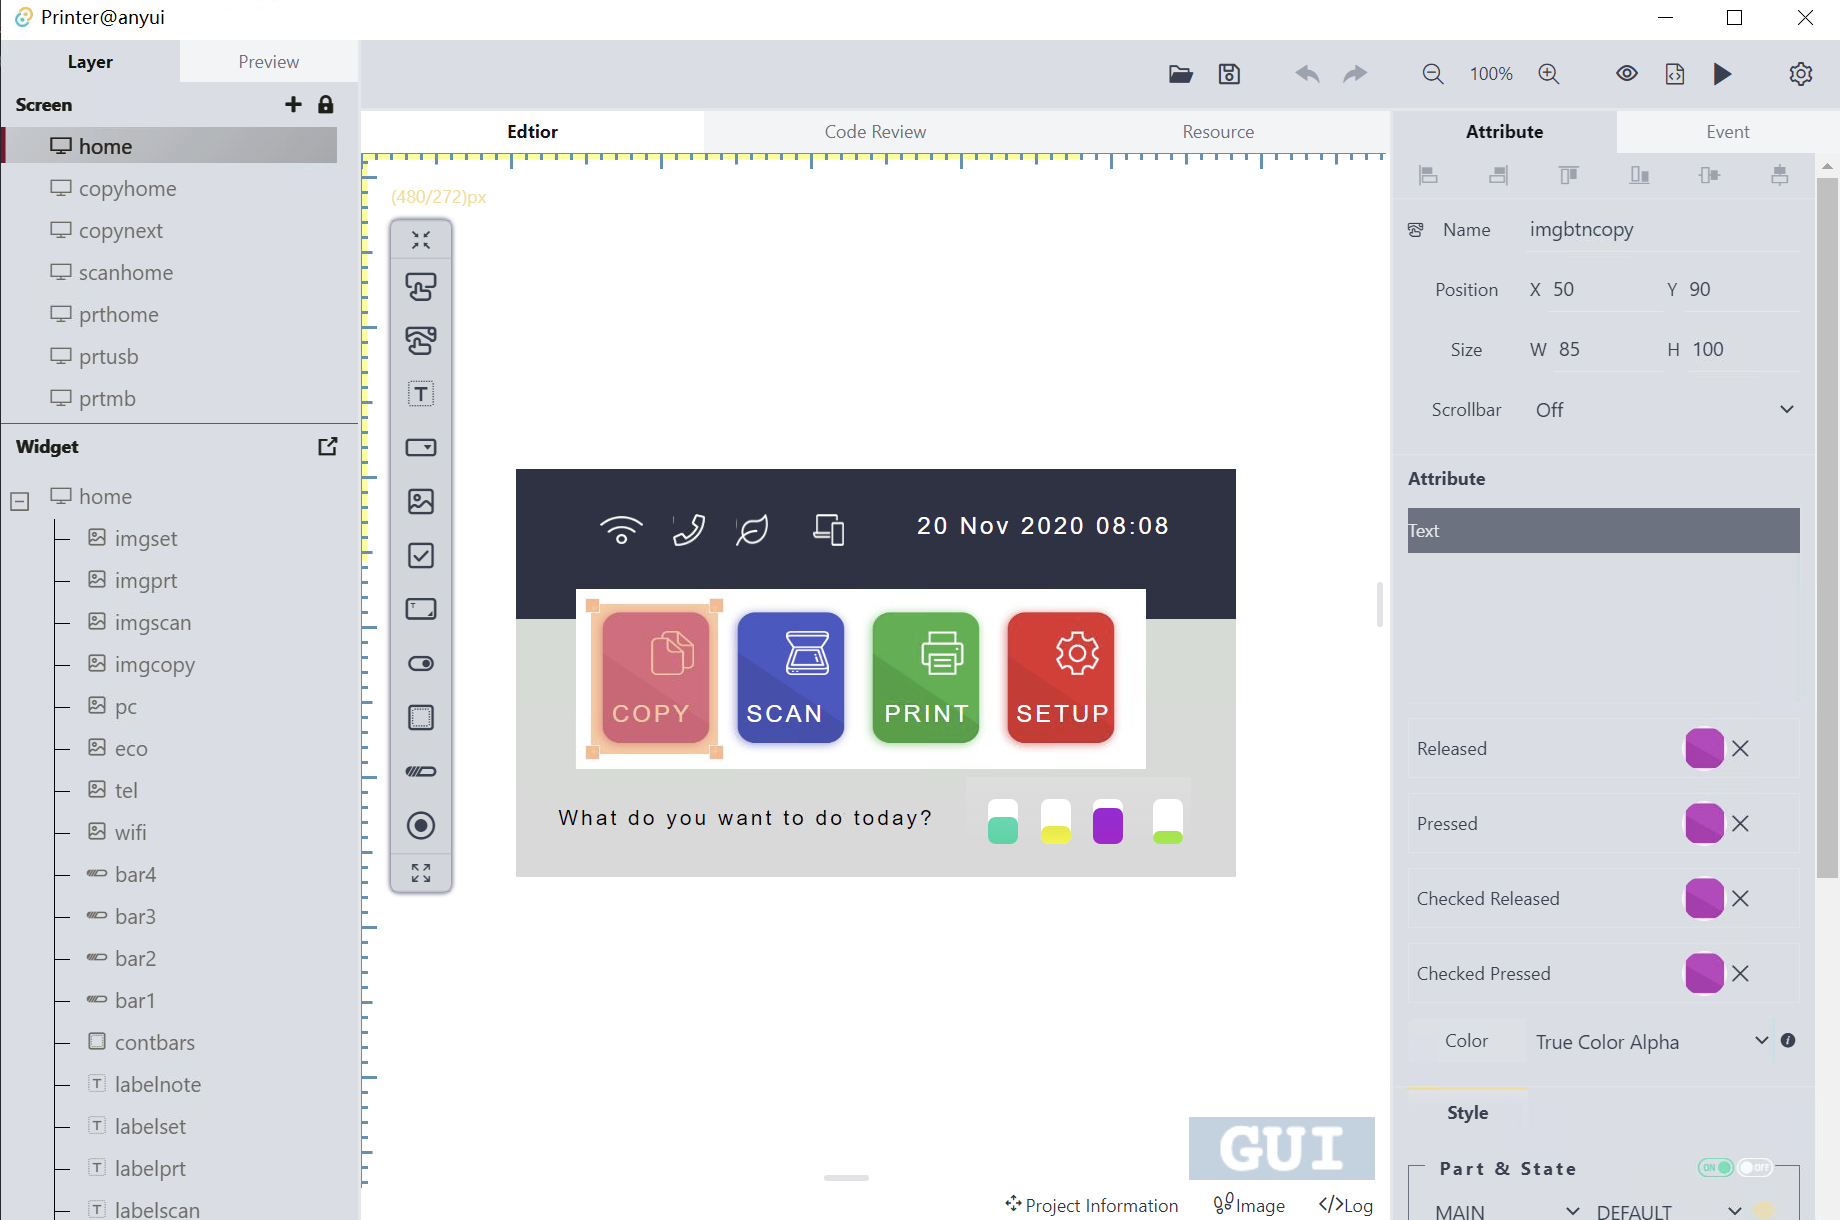 Printer@anyui
Layer
Preview
100%
Screen
home
copyhome
copynext
scanhome
prthome
prtusb
prtmb
Widget
home
imgset
imgprt
imgscan
imgcopy
pc
eco
tel
wifi
bar4
bar3
bar2
bar1
contbars
labelnote
labelset
labelprt
labelscan
Edtior
Code Review
Resource
(480/272)px
T
20 Nov 2020 08:08
COPY
SCAN
PRINT
SETUP
What do you want to do today?
GUI
Project Information
Image
</>Log
Attribute
Event
Name imgbtncopy
Position X 50 Y 90
Size W 85 H 100
Scrollbar Off
Attribute
Text
Released
Pressed
Checked Released
Checked Pressed
Color True Color Alpha
Style
Part & State ON OFF
MAIN DEFAULT